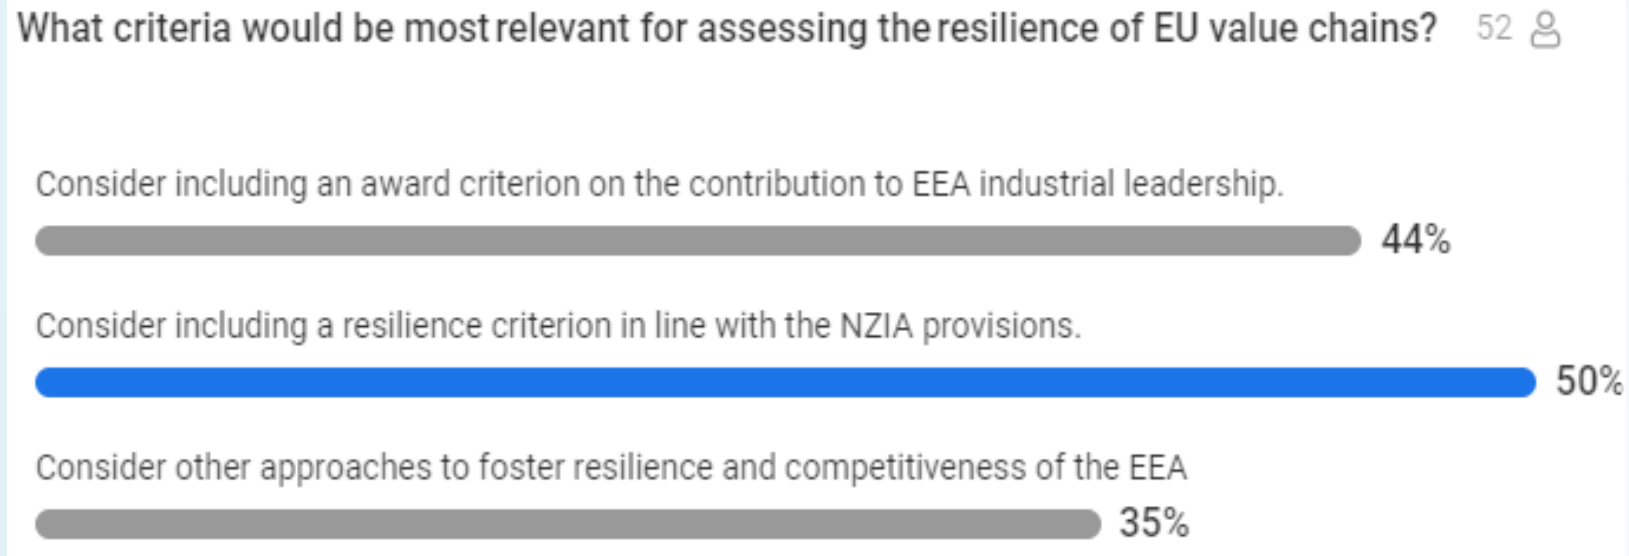 What criteria would be most relevant for assessing the resilience of EU value chains? 52
Consider including an award criterion on the contribution to EEA industrial leadership.
44%
Consider including a resilience criterion in line with the NZIA provisions.
50%
Consider other approaches to foster resilience and competitiveness of the EEA
35%